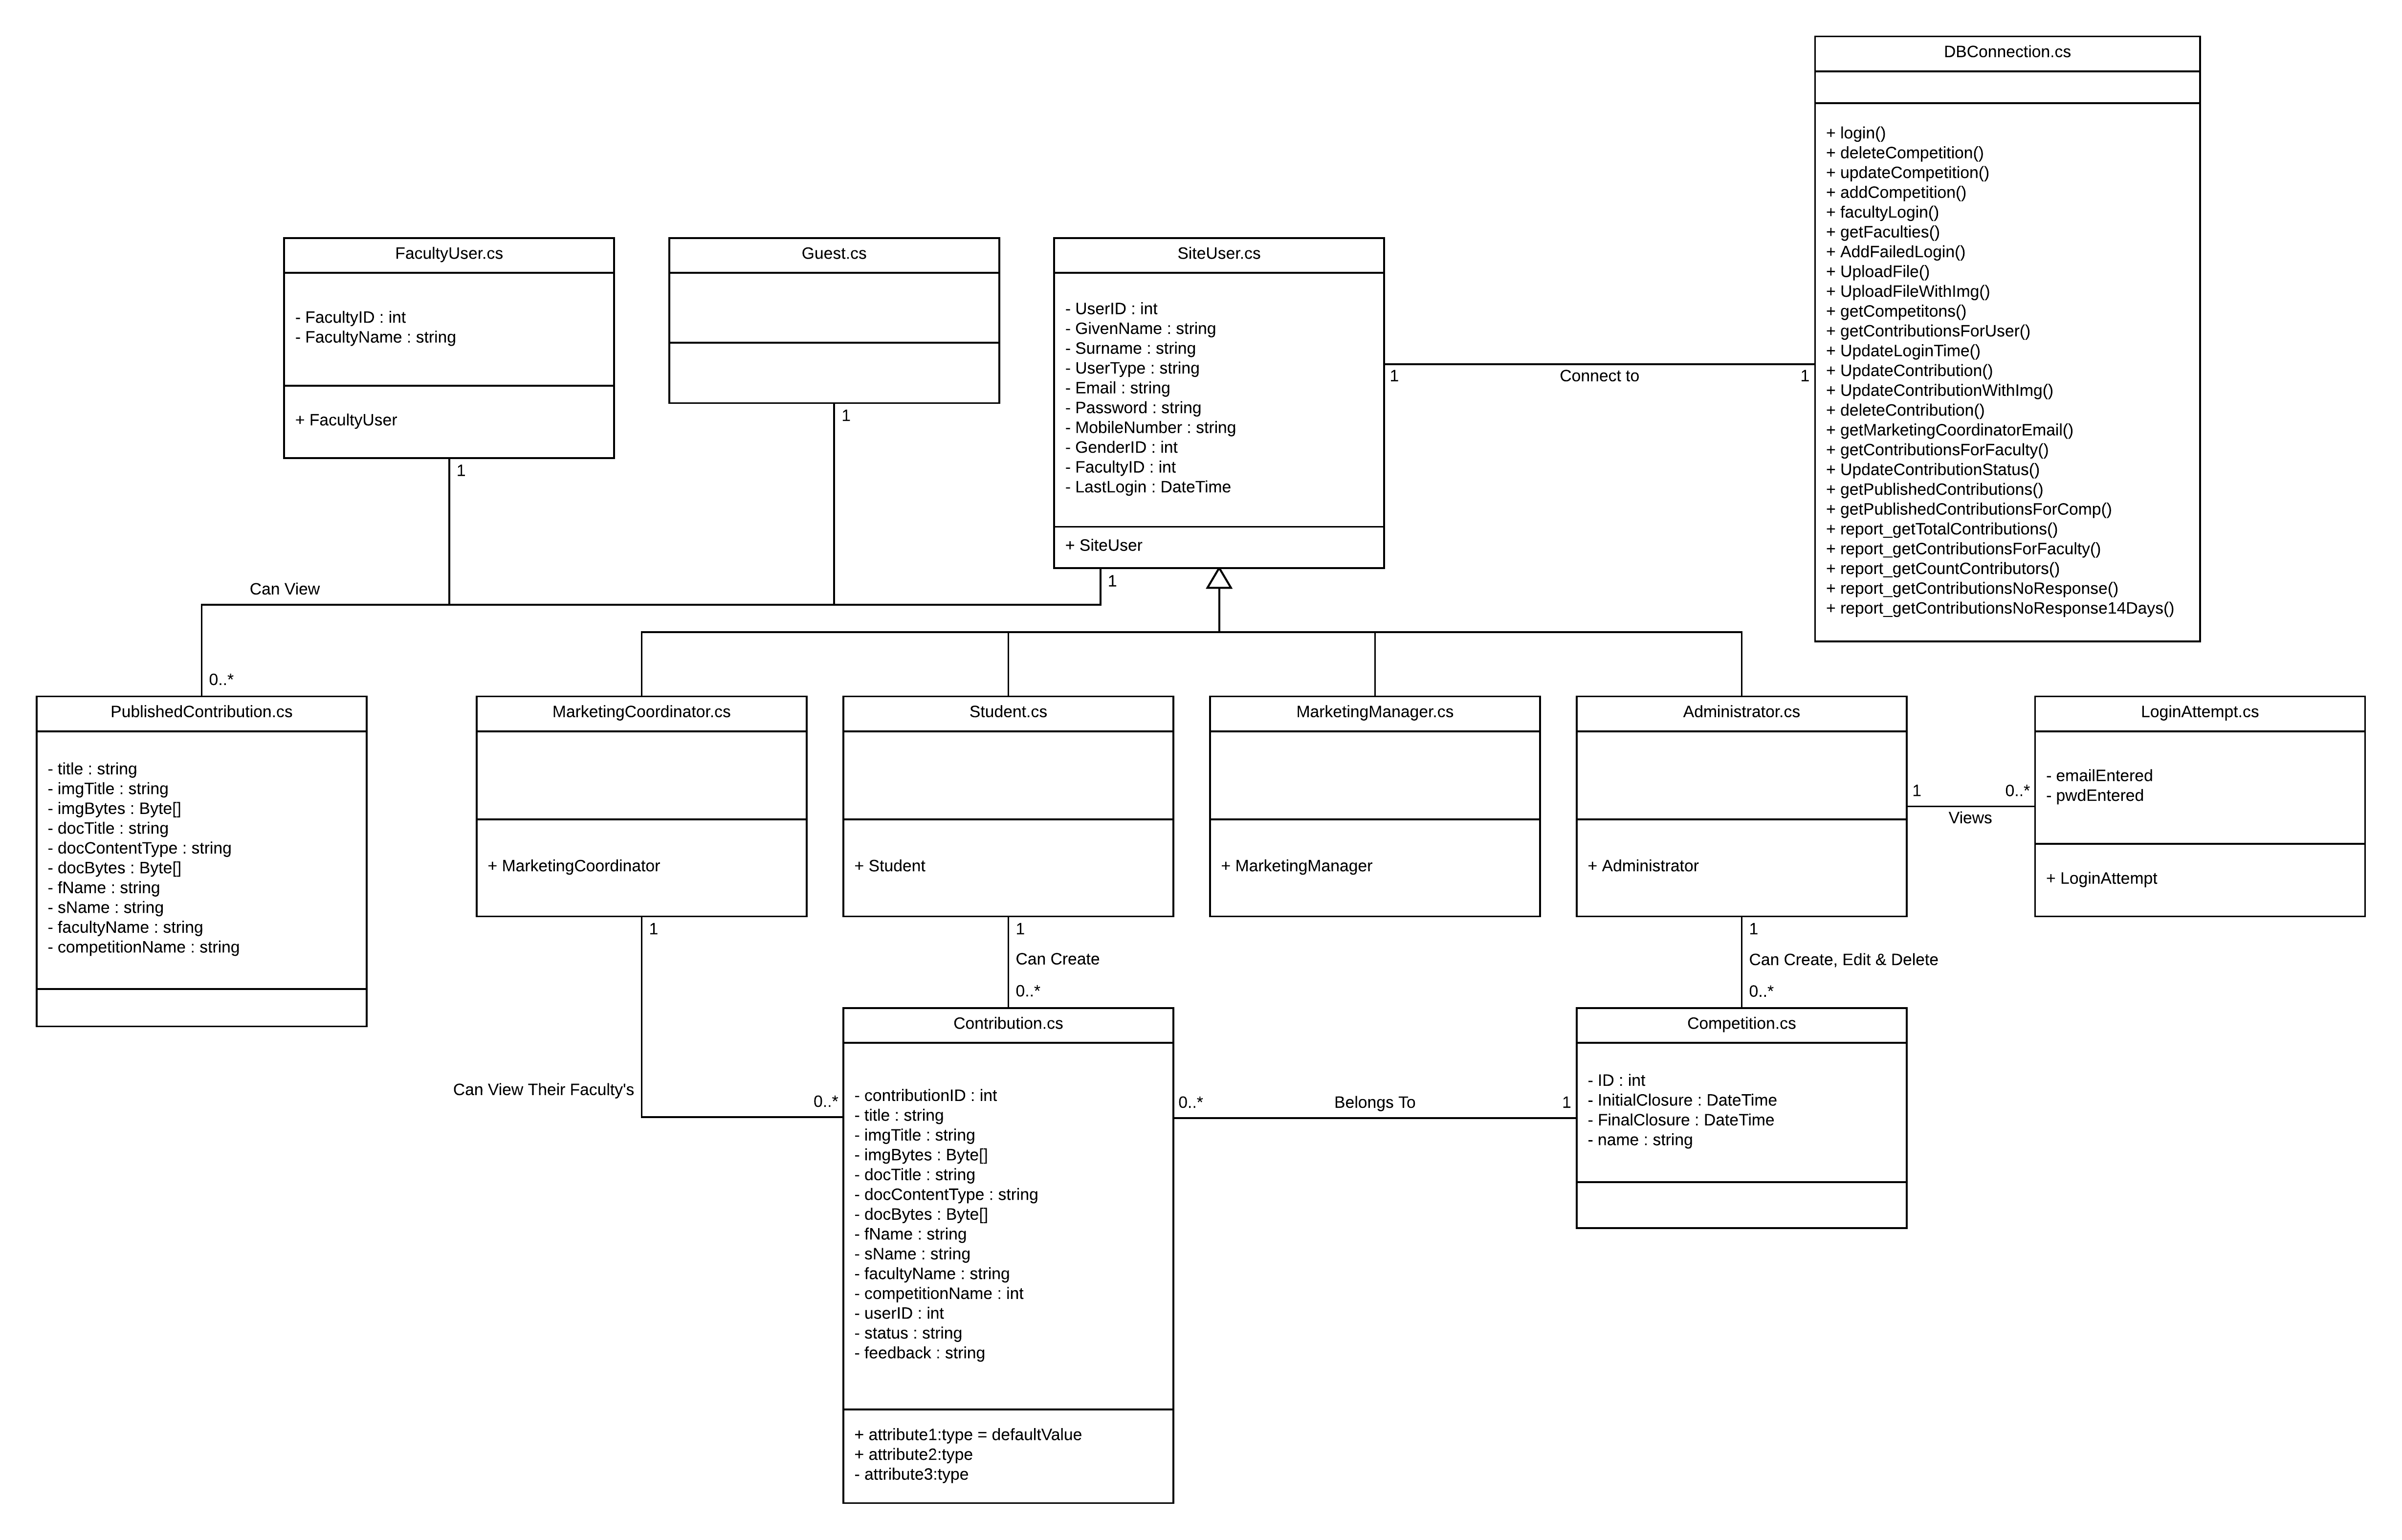 DBConnection.cs
+ login()
+ deleteCompetition()
+ updateCompetition()
+ addCompetition()
+ facultyLogin()
+ getFaculties()
+ AddFailedLogin()
+ UploadFile()
+ UploadFileWithImg()
+ getCompetitons()
+ getContributionsForUser()
+ UpdateLoginTime()
+ UpdateContribution()
+ UpdateContributionWithImg()
+ deleteContribution()
+ getMarketingCoordinatorEmail()
+ getContributionsForFaculty()
+ UpdateContributionStatus()
+ getPublishedContributions()
+ getPublishedContributionsForComp()
+ report_getTotalContributions()
+ report_getContributionsForFaculty()
+ report_getCountContributors()
+ report_getContributionsNoResponse()
+ report_getContributionsNoResponse14Days()
FacultyUser.cs
- FacultyID : int
- FacultyName : string
+ FacultyUser
1
Guest.cs
1
SiteUser.cs
- UserID : int
- GivenName : string
- Surname : string
- UserType : string
- Email : string
- Password : string
- MobileNumber : string
- GenderID : int
- FacultyID : int
- LastLogin : DateTime
+ SiteUser
1
1
Connect to
1
Can View
0..*
PublishedContribution.cs
- title : string
- imgTitle : string
- imgBytes : Byte[]
- docTitle : string
- docContentType : string
- docBytes : Byte[]
- fName : string
- sName : string
- facultyName : string
- competitionName : string
MarketingCoordinator.cs
+ MarketingCoordinator
1
Student.cs
+ Student
1
Can Create
0..*
MarketingManager.cs
+ MarketingManager
Administrator.cs
+ Administrator
1
Can Create, Edit & Delete
0..*
1
0..*
Views
LoginAttempt.cs
- emailEntered
- pwdEntered
+ LoginAttempt
Can View Their Faculty's
0..*
Contribution.cs
- contributionID : int
- title : string
- imgTitle : string
- imgBytes : Byte[]
- docTitle : string
- docContentType : string
- docBytes : Byte[]
- fName : string
- sName : string
- facultyName : string
- competitionName : int
- userID : int
- status : string
- feedback : string
+ attribute1:type = defaultValue
+ attribute2:type
- attribute3:type
0..*
Belongs To
1
Competition.cs
- ID : int
- InitialClosure : DateTime
- FinalClosure : DateTime
- name : string